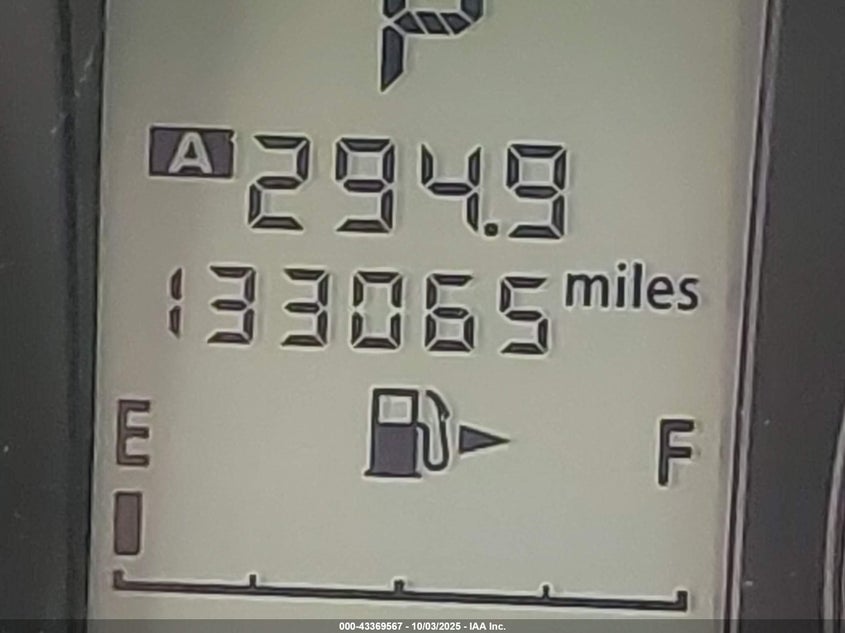 P
A 294.9
133065 miles
E F
000-43369567 - 10/03/2025 - IAA Inc.